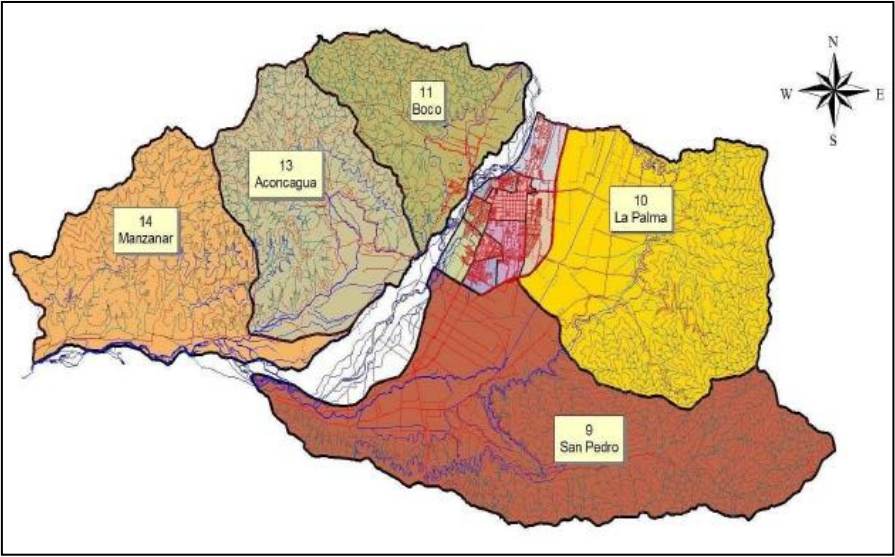 N
W
E
S
11
Boco
13
Aconcagua
10
La Palma
14
Manzanar
9
San Pedro